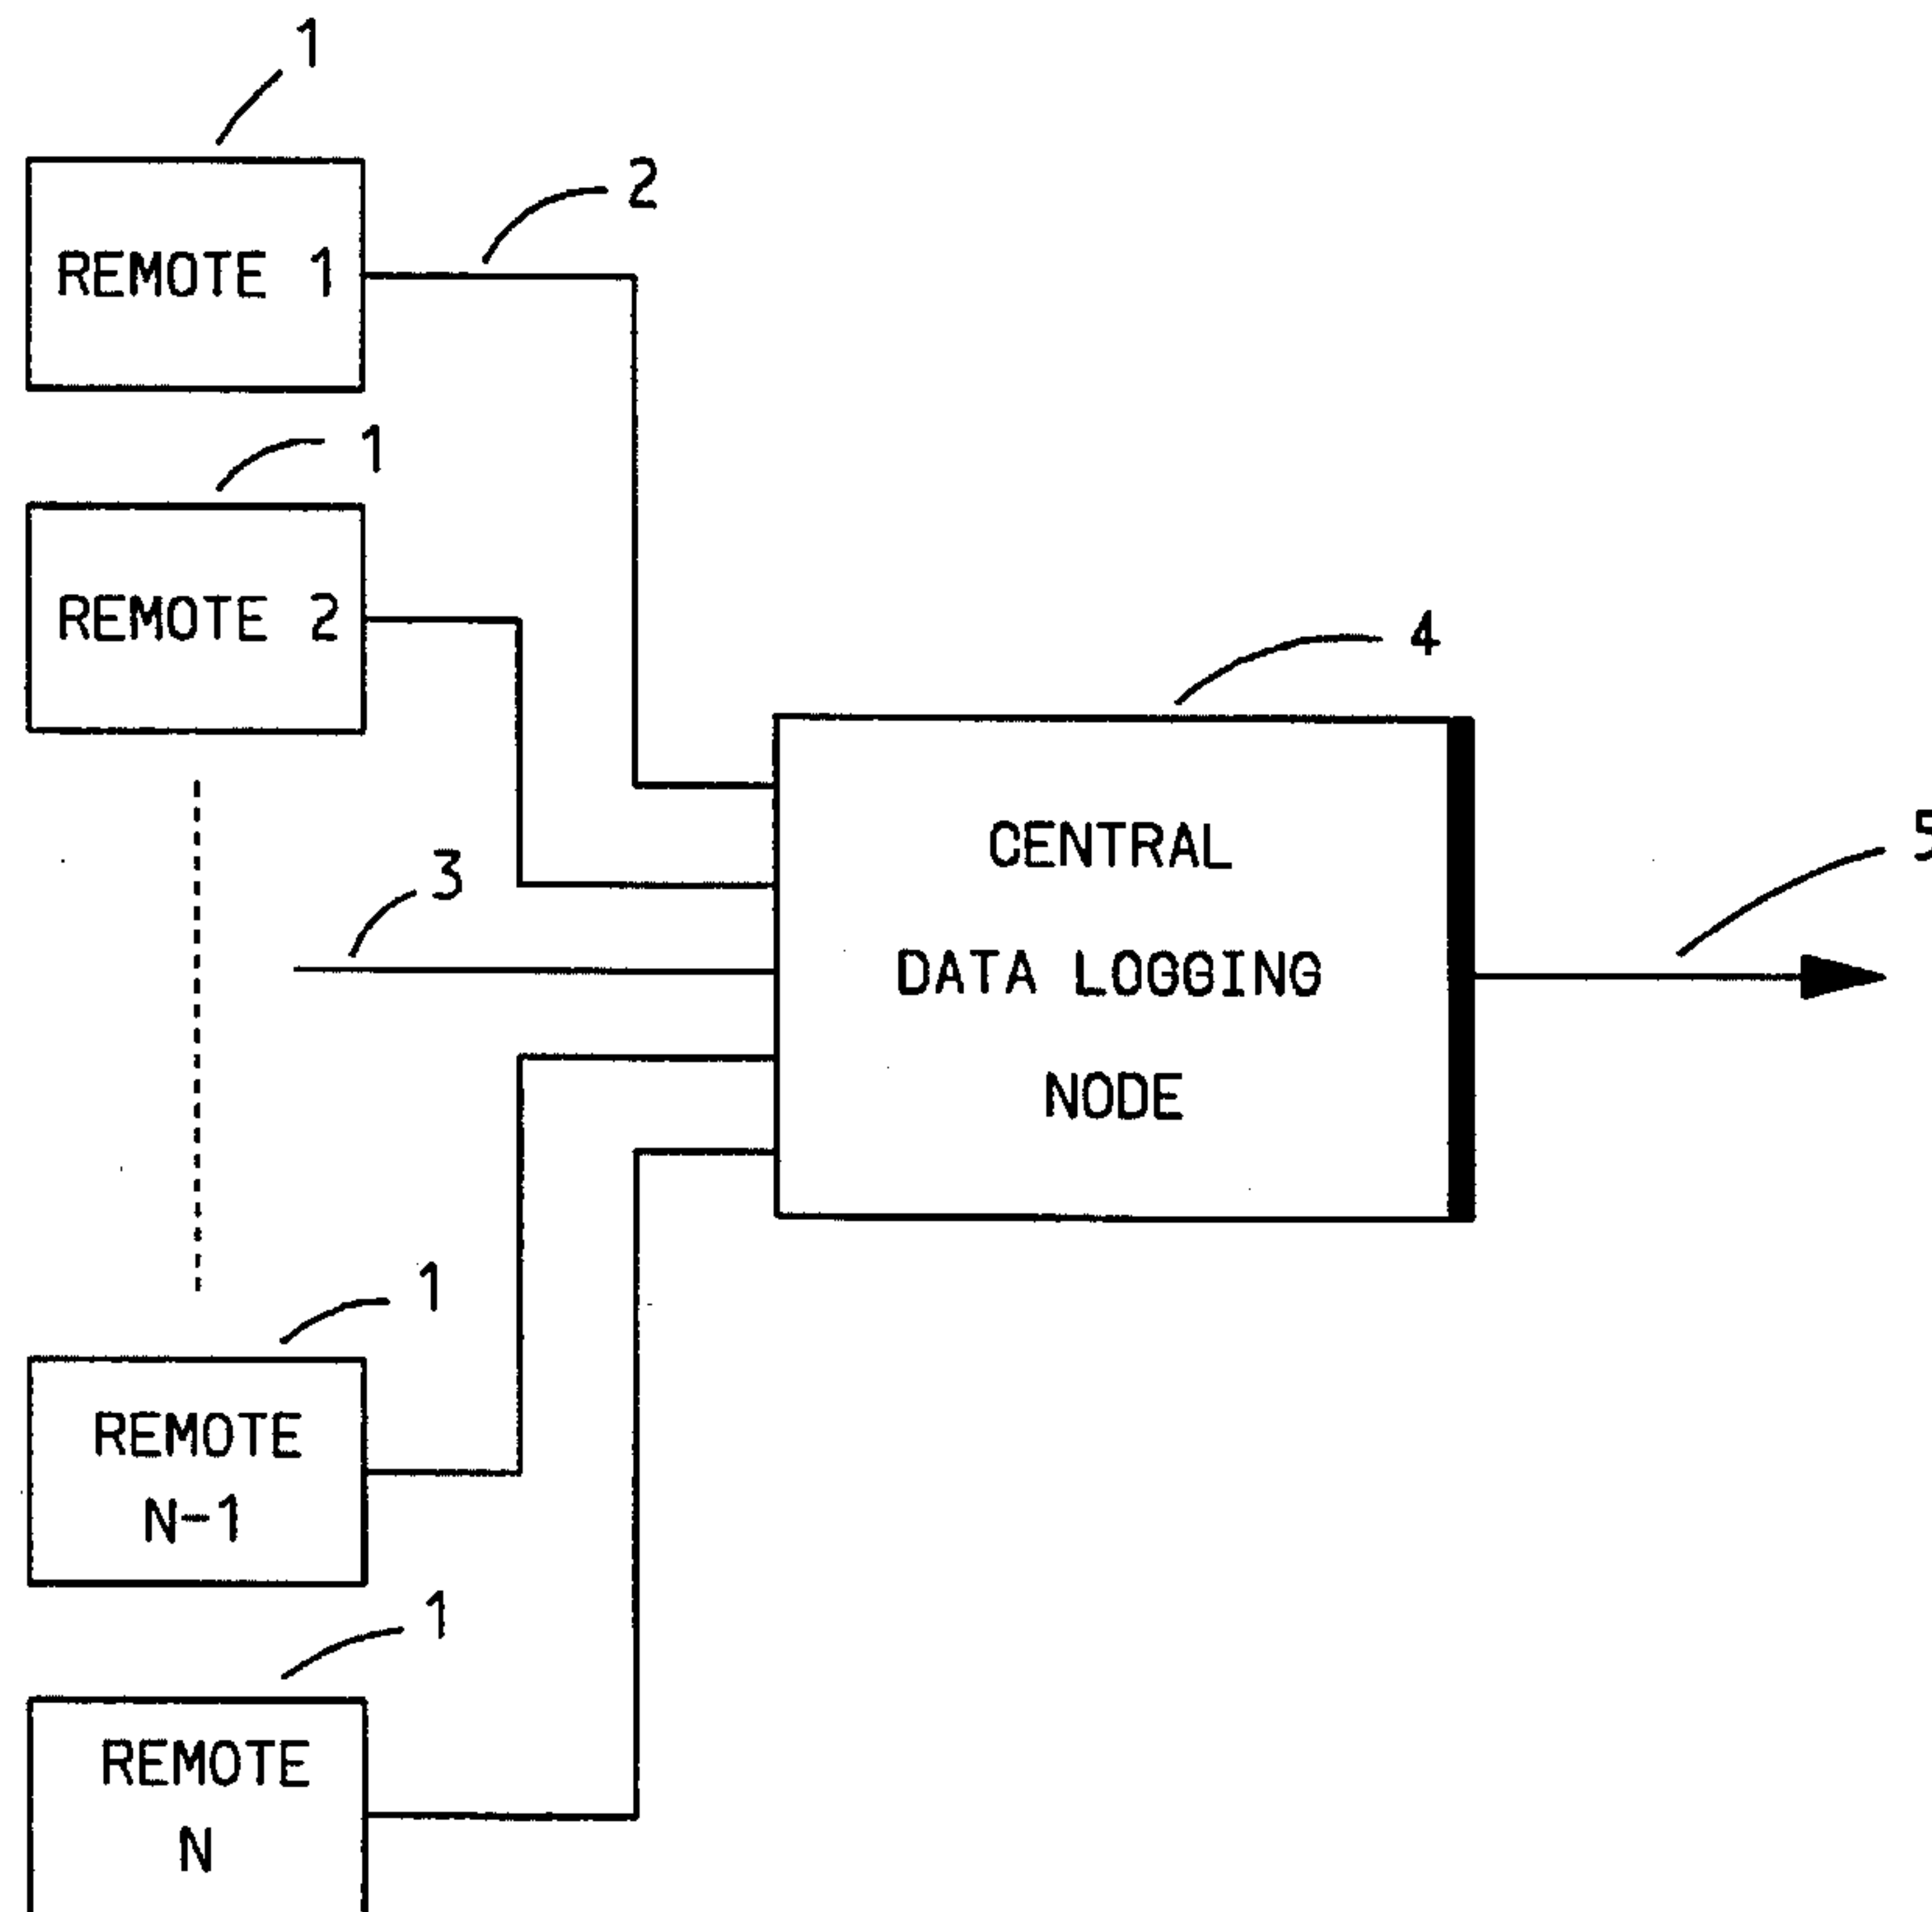 1
2
REMOTE 1
1
REMOTE 2
4
3
5
CENTRAL
DATA LOGGING
NODE
1
REMOTE
N-1
1
REMOTE
N